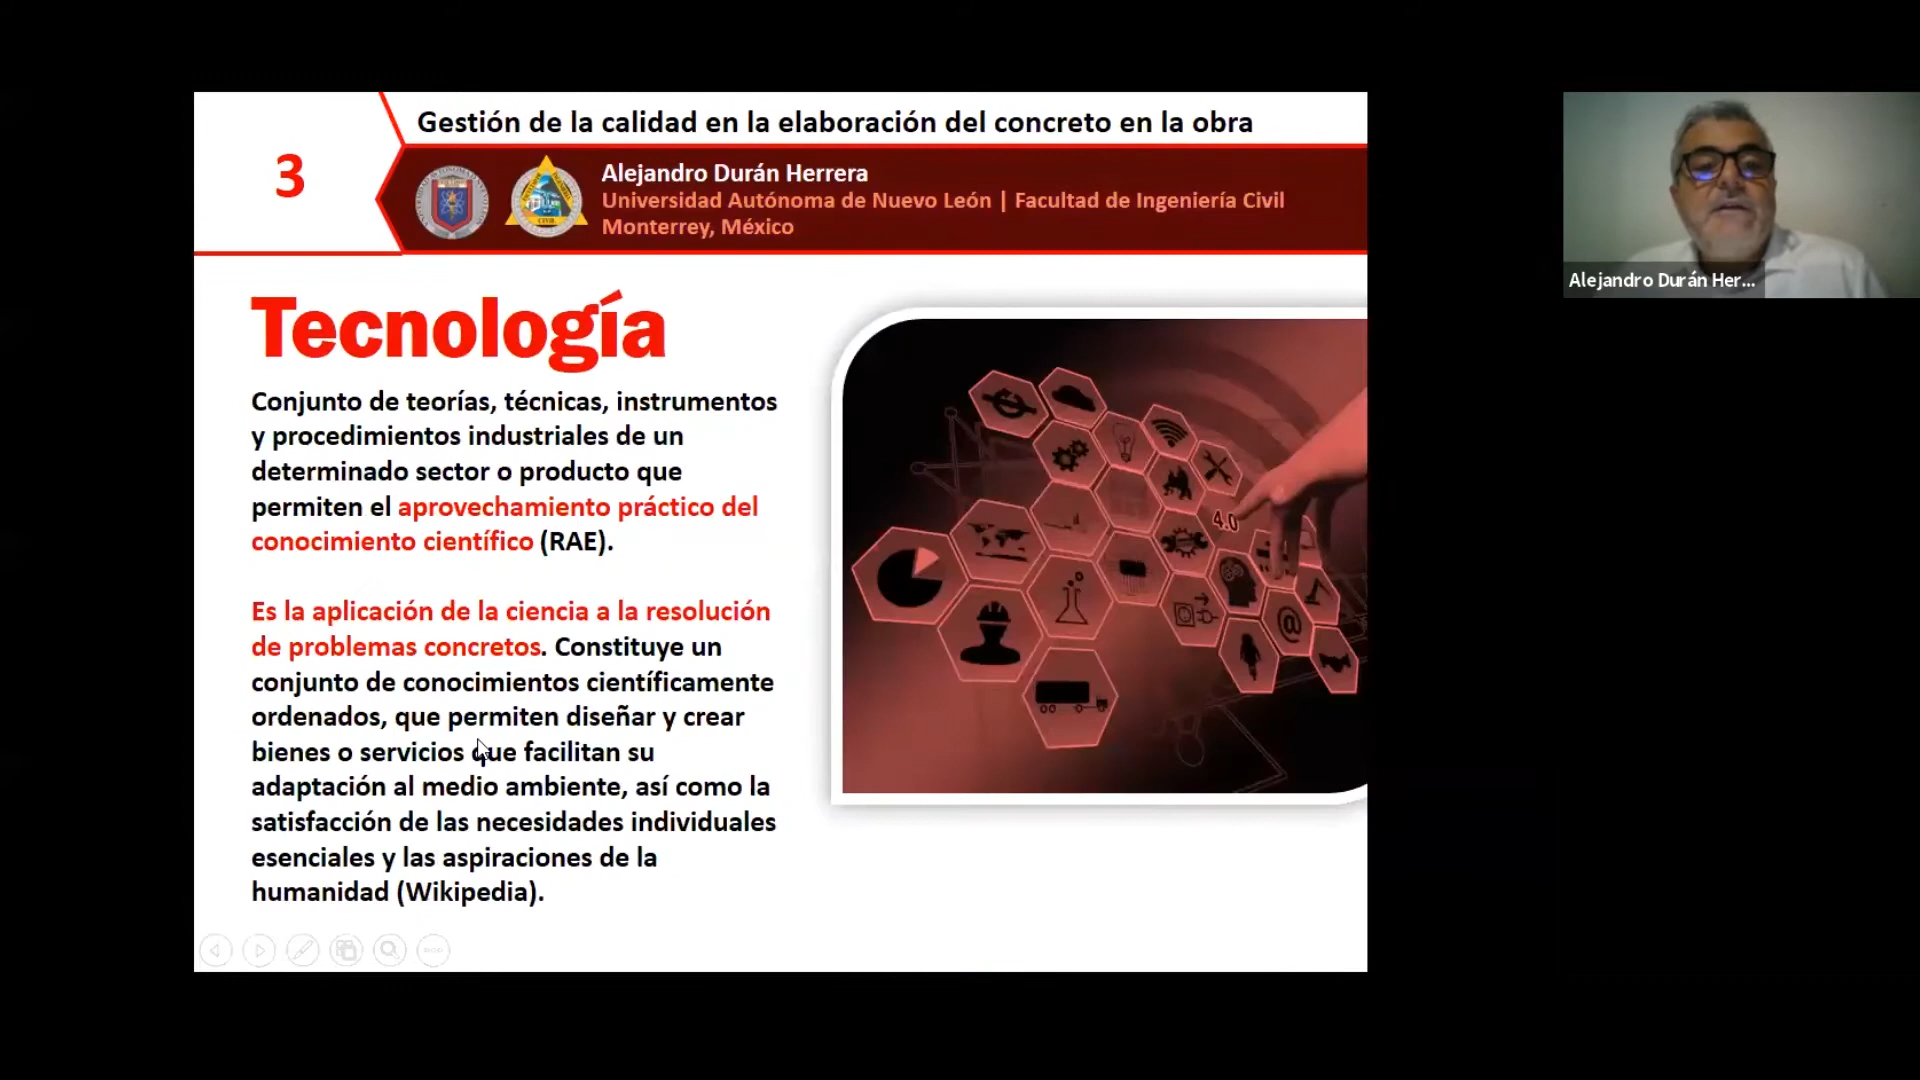 3
Gestión de la calidad en la elaboración del concreto en la obra
Alejandro Durán Herrera
Universidad Autónoma de Nuevo León | Facultad de Ingeniería Civil
Monterrey, México
Tecnología
Conjunto de teorías, técnicas, instrumentos
y procedimientos industriales de un
determinado sector o producto que
permiten el aprovechamiento práctico del
conocimiento científico (RAE).
Es la aplicación de la ciencia a la resolución
de problemas concretos. Constituye un
conjunto de conocimientos científicamente
ordenados, que permiten diseñar y crear
bienes o servicios que facilitan su
adaptación al medio ambiente, así como la
satisfacción de las necesidades individuales
esenciales y las aspiraciones de la
humanidad (Wikipedia).
4.0
@
Alejandro Durán Her...